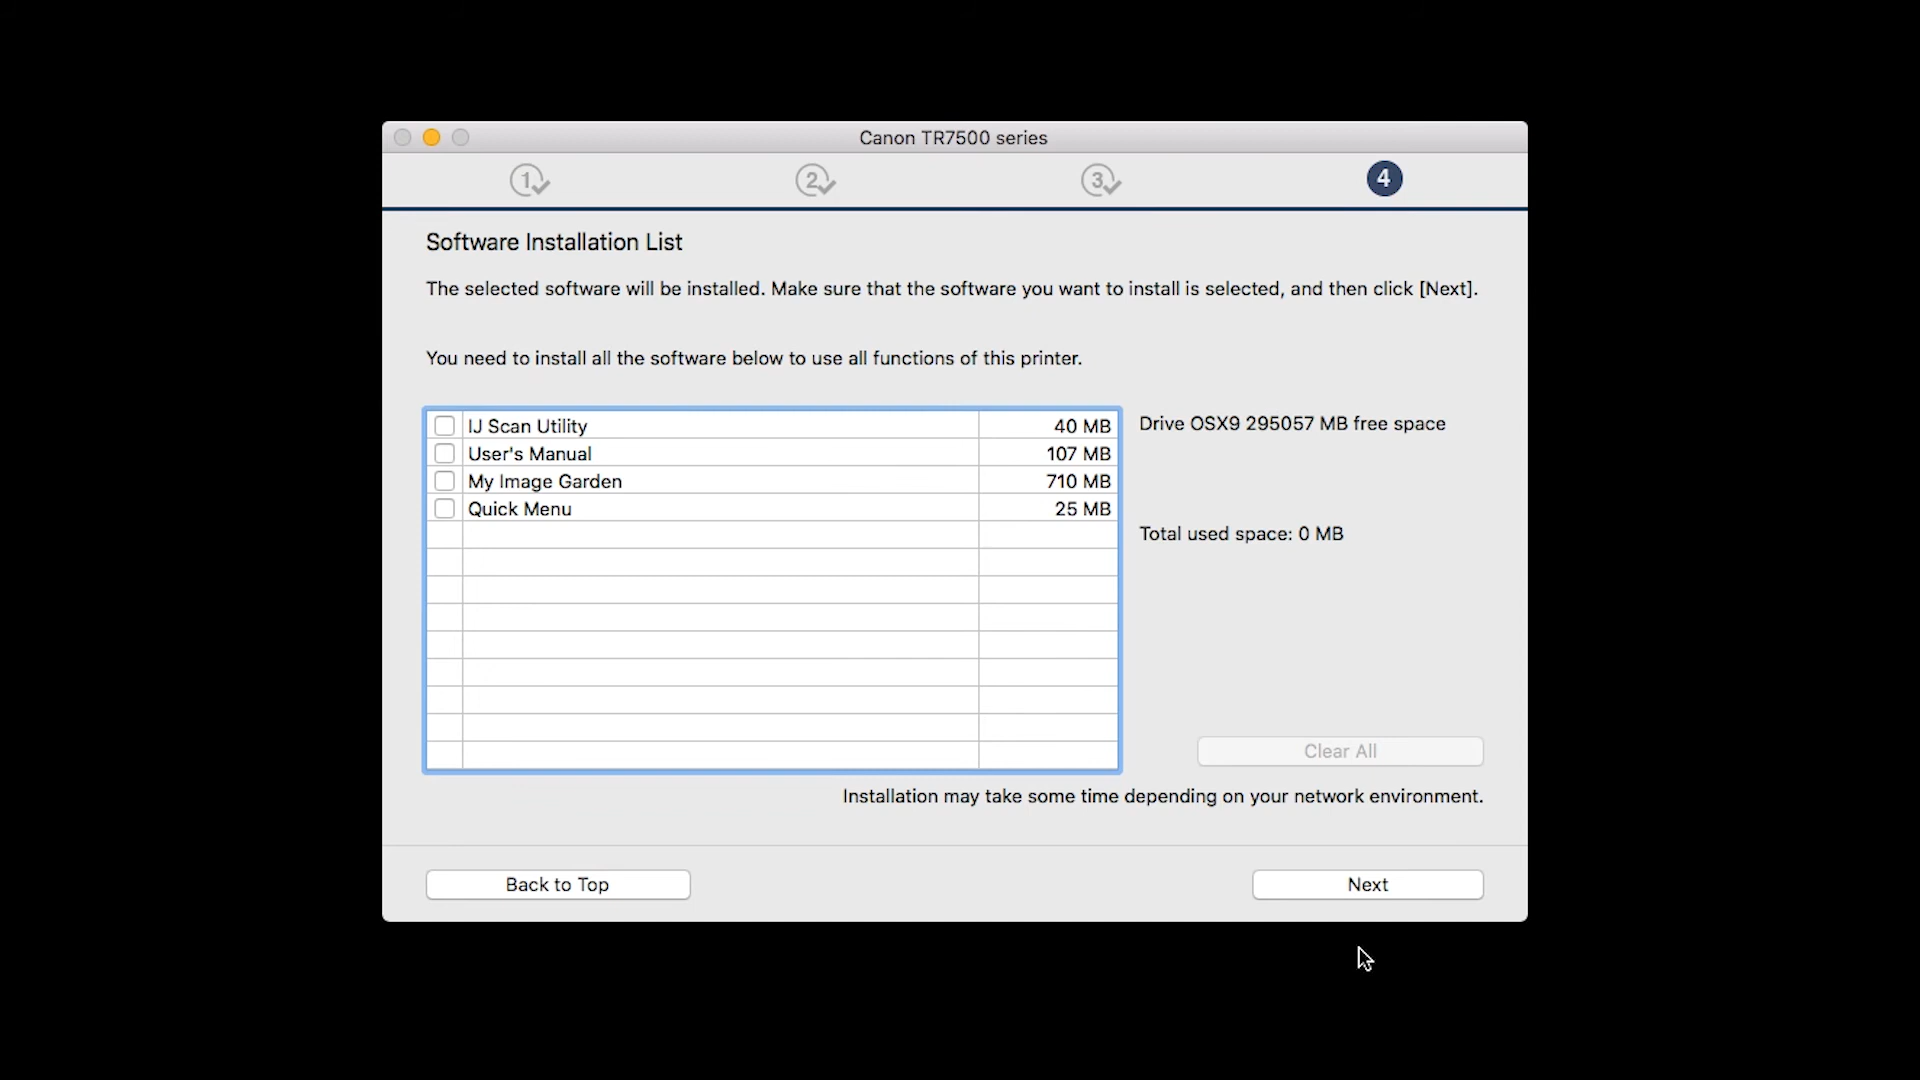 Canon TR7500 series
1 2 3 4
Software Installation List
The selected software will be installed. Make sure that the software you want to install is selected, and then click [Next].
You need to install all the software below to use all functions of this printer.
IJ Scan Utility 40 MB
User's Manual 107 MB
My Image Garden 710 MB
Quick Menu 25 MB
Drive OSX9 295057 MB free space
Total used space: 0 MB
Clear All
Installation may take some time depending on your network environment.
Back to Top
Next